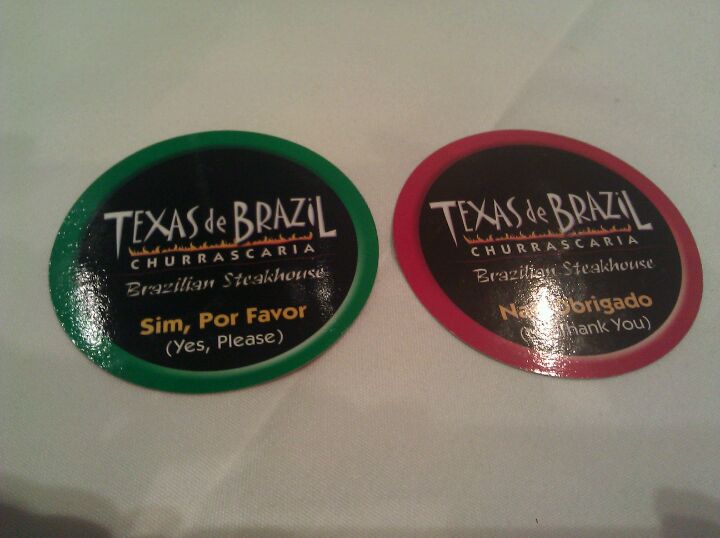 TEXAS de BRAZIL
CHURRASCARIA
Brazilian Steakhouse
Sim, Por Favor
(Yes, Please)
TEXAS de BRAZIL
CHURRASCARIA
Brazilian Steakhouse
Obrigado
Thank You)